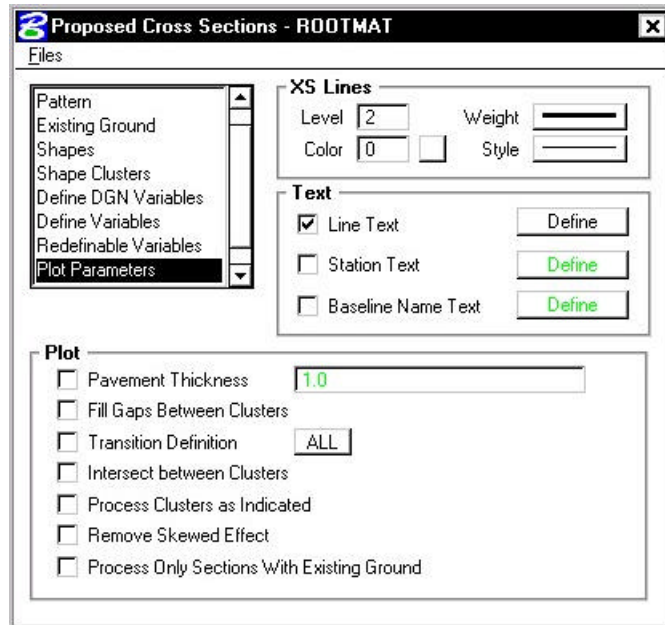 Proposed Cross Sections - ROOTMAT
Files
Pattern
Existing Ground
Shapes
Shape Clusters
Define DGN Variables
Define Variables
Redefinable Variables
Plot Parameters
XS Lines
Level 2 Weight
Color 0 Style
Text
Line Text Define
Station Text Define
Baseline Name Text Define
Plot
Pavement Thickness 1.0
Fill Gaps Between Clusters
Transition Definition ALL
Intersect between Clusters
Process Clusters as Indicated
Remove Skewed Effect
Process Only Sections With Existing Ground